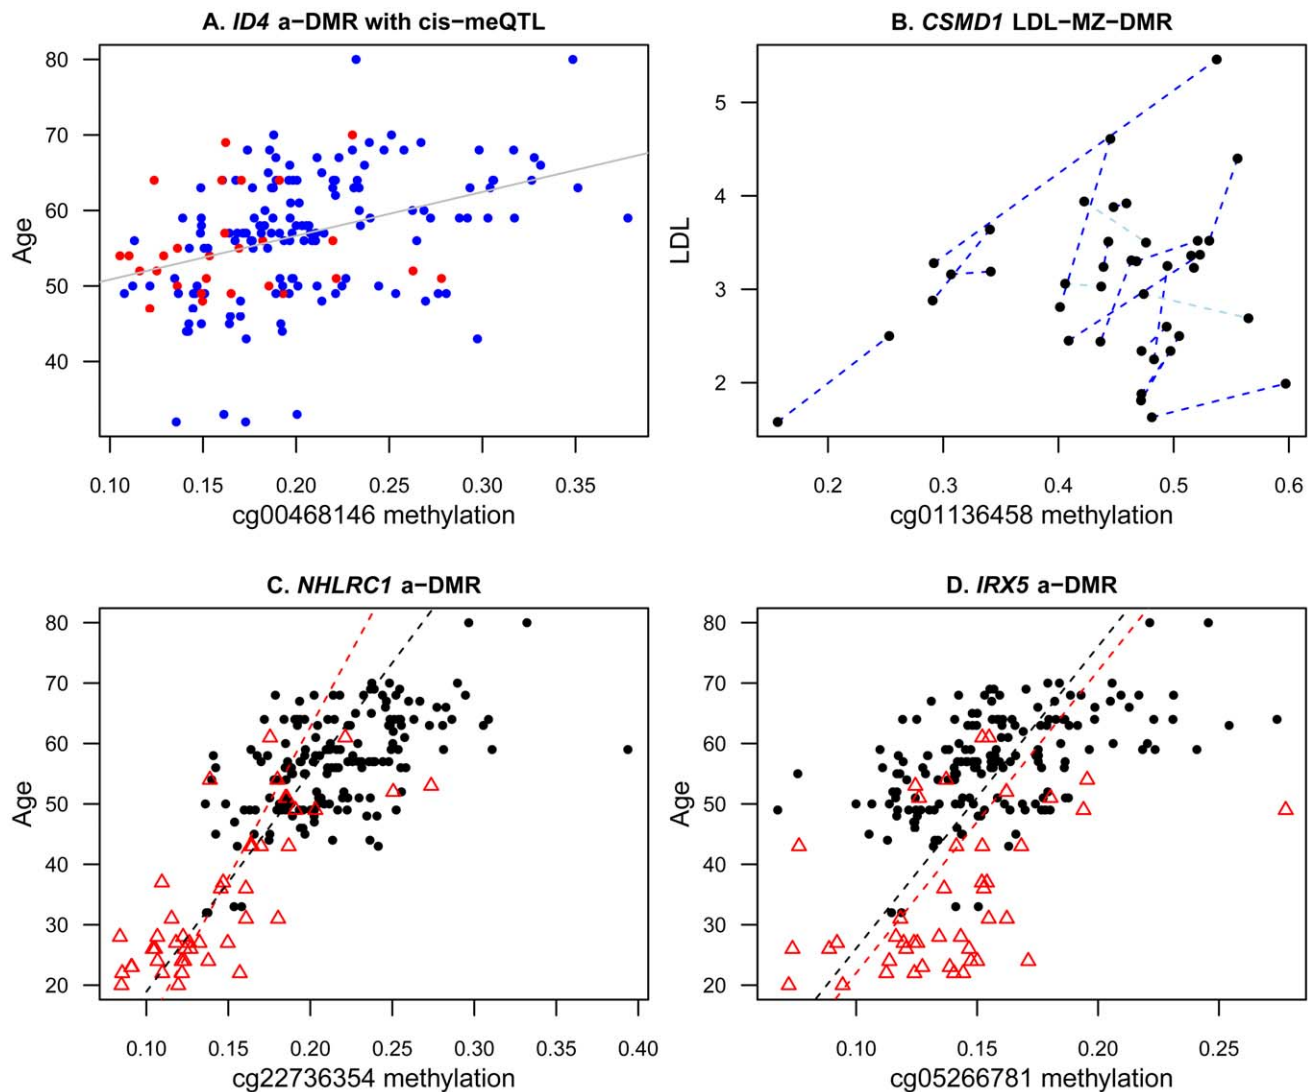 A. ID4 a−DMR with cis−meQTL
Age
80
70
60
50
40
0.10 0.15 0.20 0.25 0.30 0.35
cg00468146 methylation
B. CSMD1 LDL−MZ−DMR
LDL
5
4
3
2
0.2 0.3 0.4 0.5 0.6
cg01136458 methylation
C. NHLRC1 a−DMR
Age
80
70
60
50
40
30
20
0.10 0.15 0.20 0.25 0.30 0.35 0.40
cg22736354 methylation
D. IRX5 a−DMR
Age
80
70
60
50
40
30
20
0.10 0.15 0.20 0.25
cg05266781 methylation